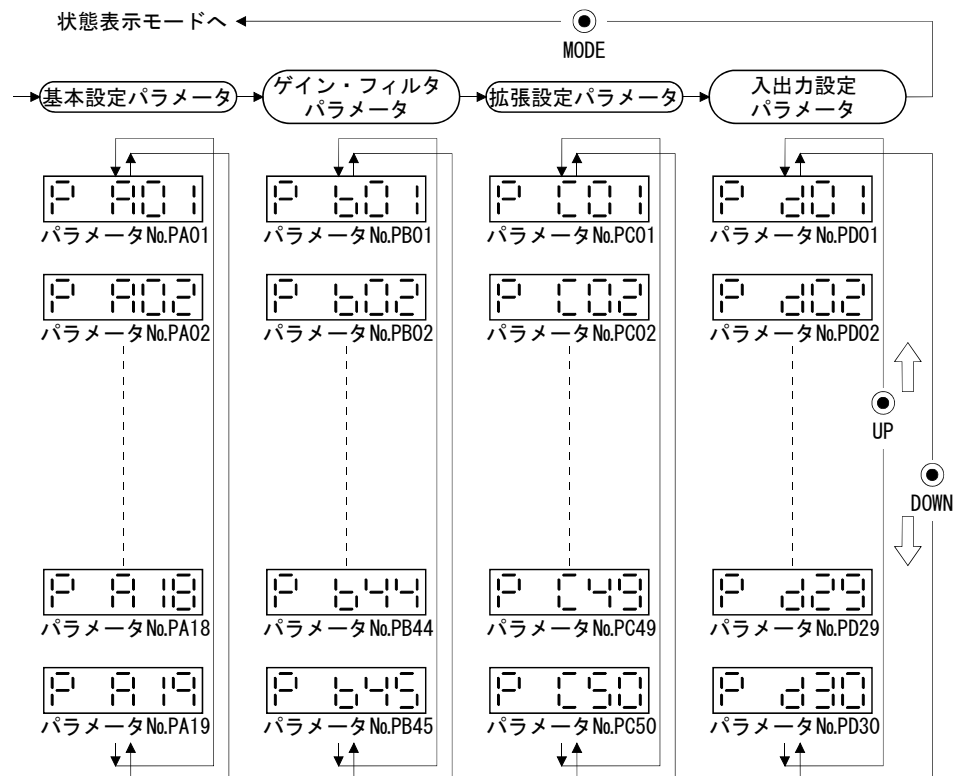 状態表示モードへ
MODE
基本設定パラメータ
ゲイン・フィルタ
パラメータ
拡張設定パラメータ
入出力設定
パラメータ
P A01
P b01
P C01
P d01
パラメータNo.PA01
パラメータNo.PB01
パラメータNo.PC01
パラメータNo.PD01
P A02
P b02
P C02
P d02
パラメータNo.PA02
パラメータNo.PB02
パラメータNo.PC02
パラメータNo.PD02
UP
DOWN
P A18
P b44
P C49
P d29
パラメータNo.PA18
パラメータNo.PB44
パラメータNo.PC49
パラメータNo.PD29
P A19
P b45
P C50
P d30
パラメータNo.PA19
パラメータNo.PB45
パラメータNo.PC50
パラメータNo.PD30